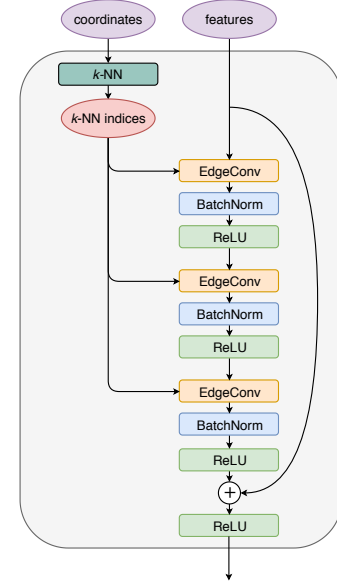 coordinates
features
k-NN
k-NN indices
EdgeConv
BatchNorm
ReLU
EdgeConv
BatchNorm
ReLU
EdgeConv
BatchNorm
ReLU
+
ReLU